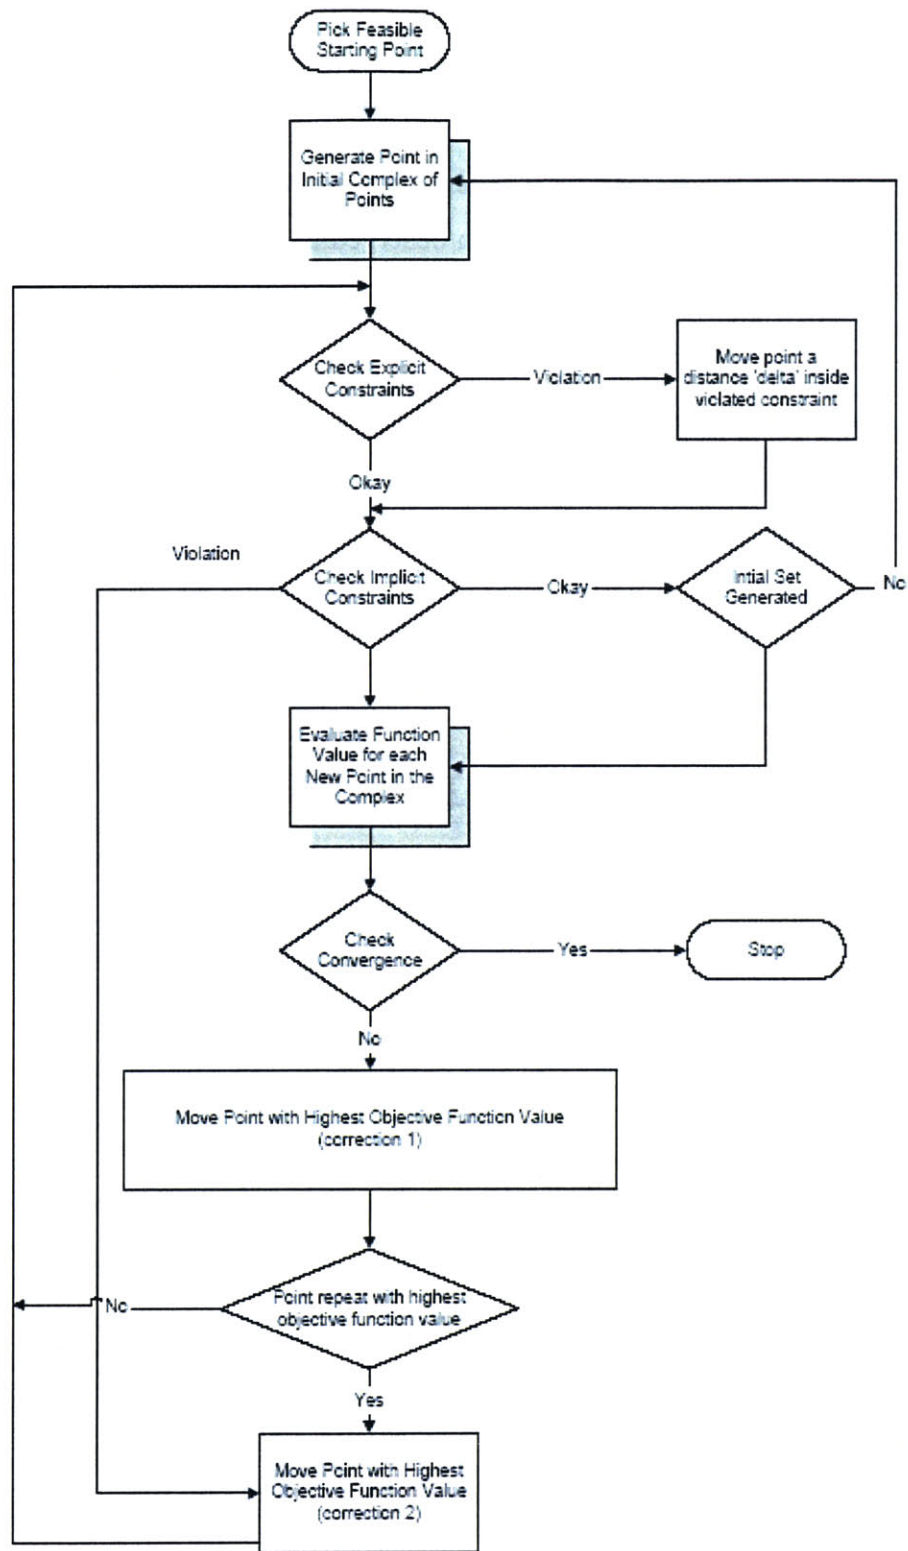 Pick Feasible
Starting Point
Generate Point in
Initial Complex of
Points
Check Explicit
Constraints
Violation
Move point a
distance 'delta' inside
violated constraint
Okay
Violation
Check Implicit
Constraints
Okay
Intial Set
Generated
No
Evaluate Function
Value for each
New Point in the
Complex
Check
Convergence
Yes
Stop
No
Move Point with Highest Objective Function Value
(correction 1)
No
Point repeat with highest
objective function value
Yes
Move Point with Highest
Objective Function Value
(correction 2)